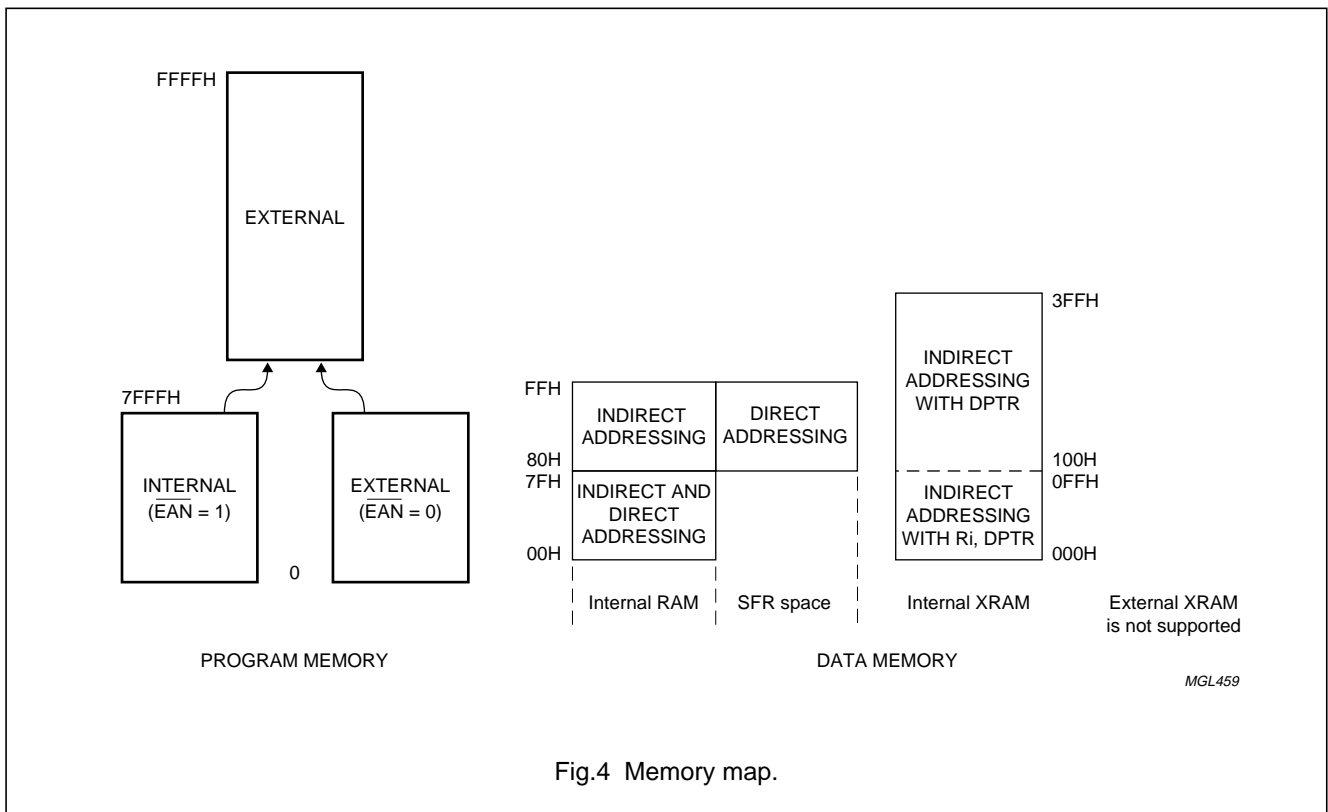 FFFFH
EXTERNAL
7FFFH
INTERNAL
(E̅A̅N̅ = 1)
EXTERNAL
(E̅A̅N̅ = 0)
0
PROGRAM MEMORY
FFH
80H
7FH
00H
INDIRECT
ADDRESSING
DIRECT
ADDRESSING
INDIRECT AND
DIRECT
ADDRESSING
Internal RAM
SFR space
3FFH
INDIRECT
ADDRESSING
WITH DPTR
100H
0FFH
INDIRECT
ADDRESSING
WITH Ri, DPTR
000H
Internal XRAM
External XRAM
is not supported
DATA MEMORY
MGL459
Fig.4 Memory map.